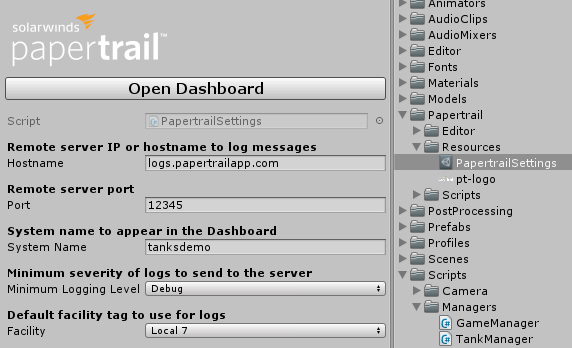 solarwinds
papertrail™
Open Dashboard
Script PapertrailSettings
Remote server IP or hostname to log messages
Hostname logs.papertrailapp.com
Remote server port
Port 12345
System name to appear in the Dashboard
System Name tanksdemo
Minimum severity of logs to send to the server
Minimum Logging Level Debug
Default facility tag to use for logs
Facility Local 7
Animators
AudioClips
AudioMixers
Editor
Fonts
Materials
Models
Papertrail
Editor
Resources
PapertrailSettings
pt-logo
Scripts
PostProcessing
Prefabs
Profiles
Scenes
Scripts
Camera
Managers
GameManager
TankManager